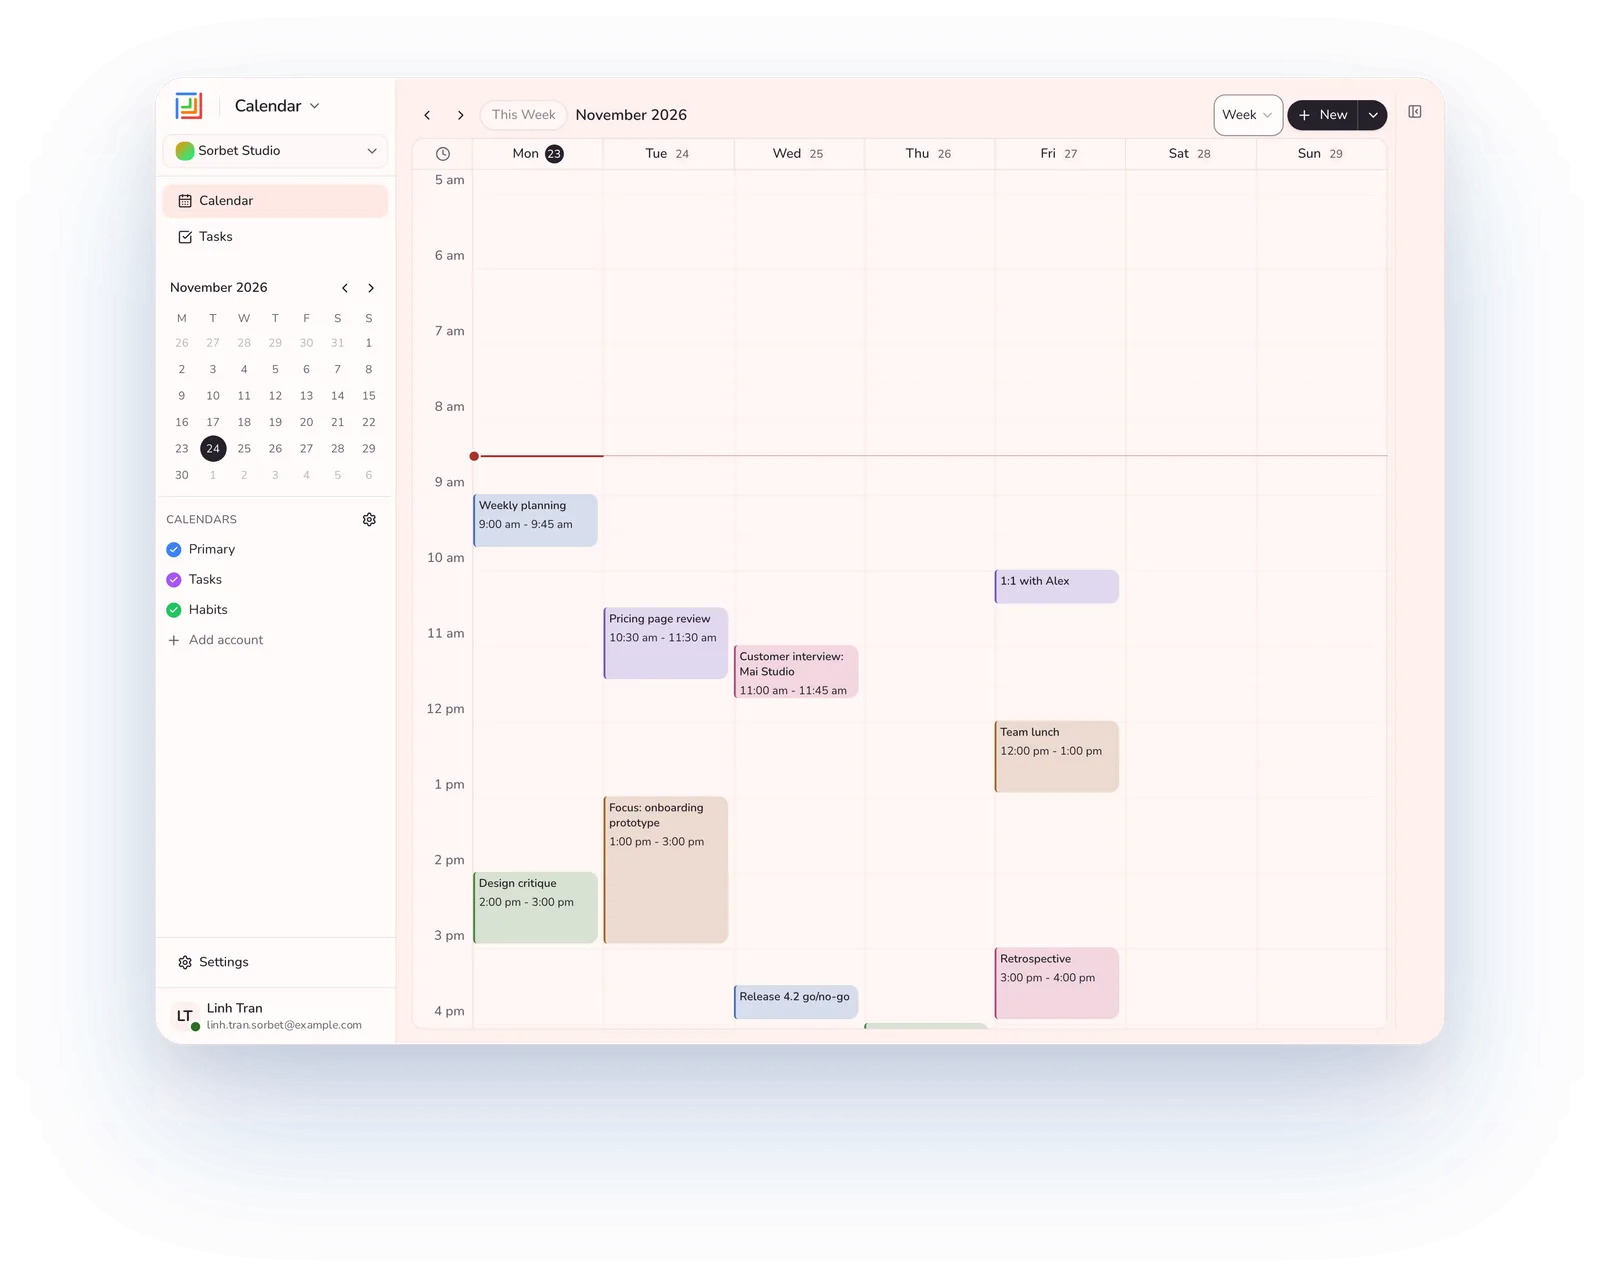 Calendar
Sorbet Studio
Calendar
Tasks
November 2026
M T W T F S S
26 27 28 29 30 31 1
2 3 4 5 6 7 8
9 10 11 12 13 14 15
16 17 18 19 20 21 22
23 24 25 26 27 28 29
30 1 2 3 4 5 6
CALENDARS
Primary
Tasks
Habits
Add account
Settings
LT
Linh Tran
linh.tran.sorbet@example.com
This Week
November 2026
Week
New
Mon 23
Tue 24
Wed 25
Thu 26
Fri 27
Sat 28
Sun 29
5 am
6 am
7 am
8 am
9 am
10 am
11 am
12 pm
1 pm
2 pm
3 pm
4 pm
Weekly planning
9:00 am - 9:45 am
Design critique
2:00 pm - 3:00 pm
Pricing page review
10:30 am - 11:30 am
Focus: onboarding
prototype
1:00 pm - 3:00 pm
Customer interview:
Mai Studio
11:00 am - 11:45 am
Release 4.2 go/no-go
1:1 with Alex
Team lunch
12:00 pm - 1:00 pm
Retrospective
3:00 pm - 4:00 pm